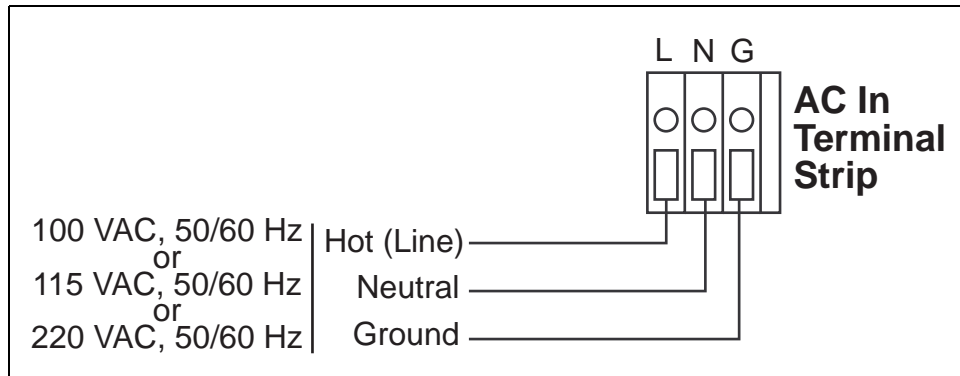 L N G
AC In
Terminal
Strip
100 VAC, 50/60 Hz
or
115 VAC, 50/60 Hz
or
220 VAC, 50/60 Hz
Hot (Line)
Neutral
Ground